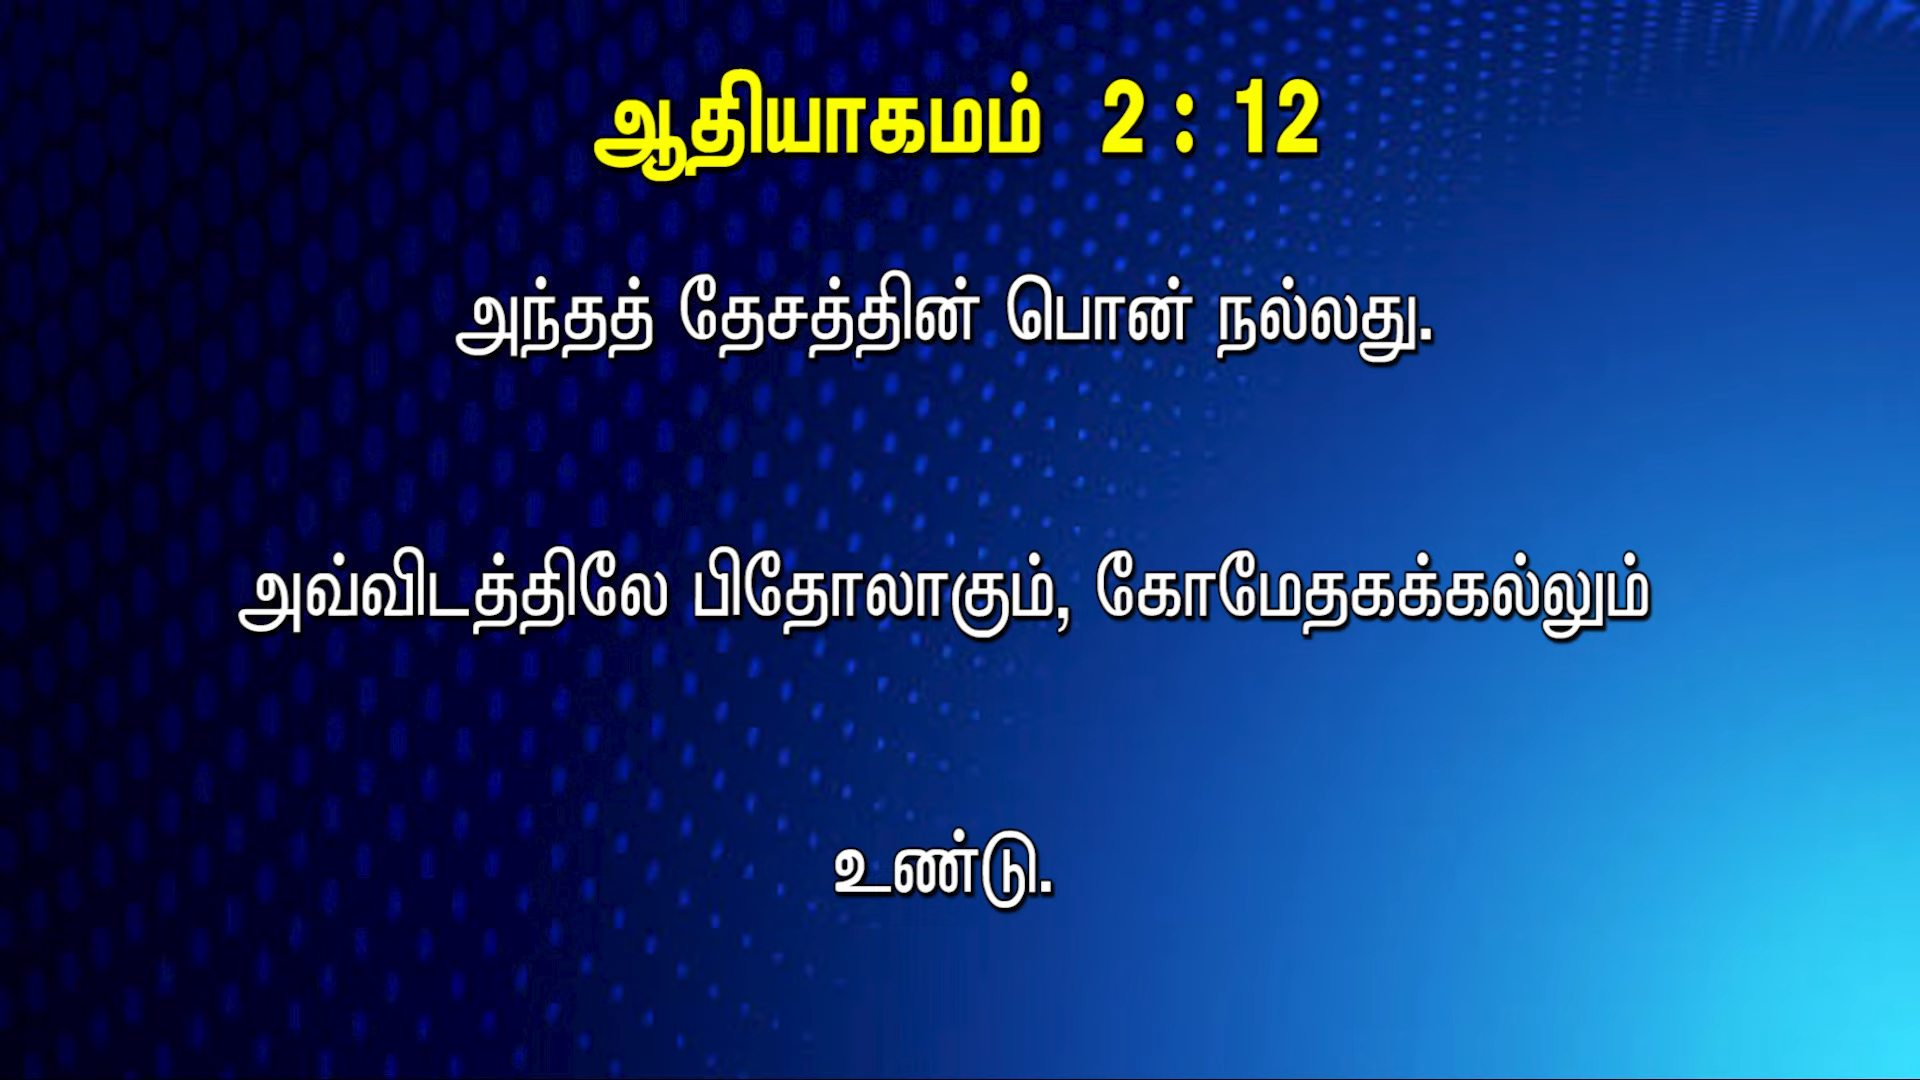 ஆதியாகமம் 2 : 12
அந்தத் தேசத்தின் பொன் நல்லது.
அவ்விடத்திலே பிதோலாகும், கோமேதகக்கல்லும்
உண்டு.